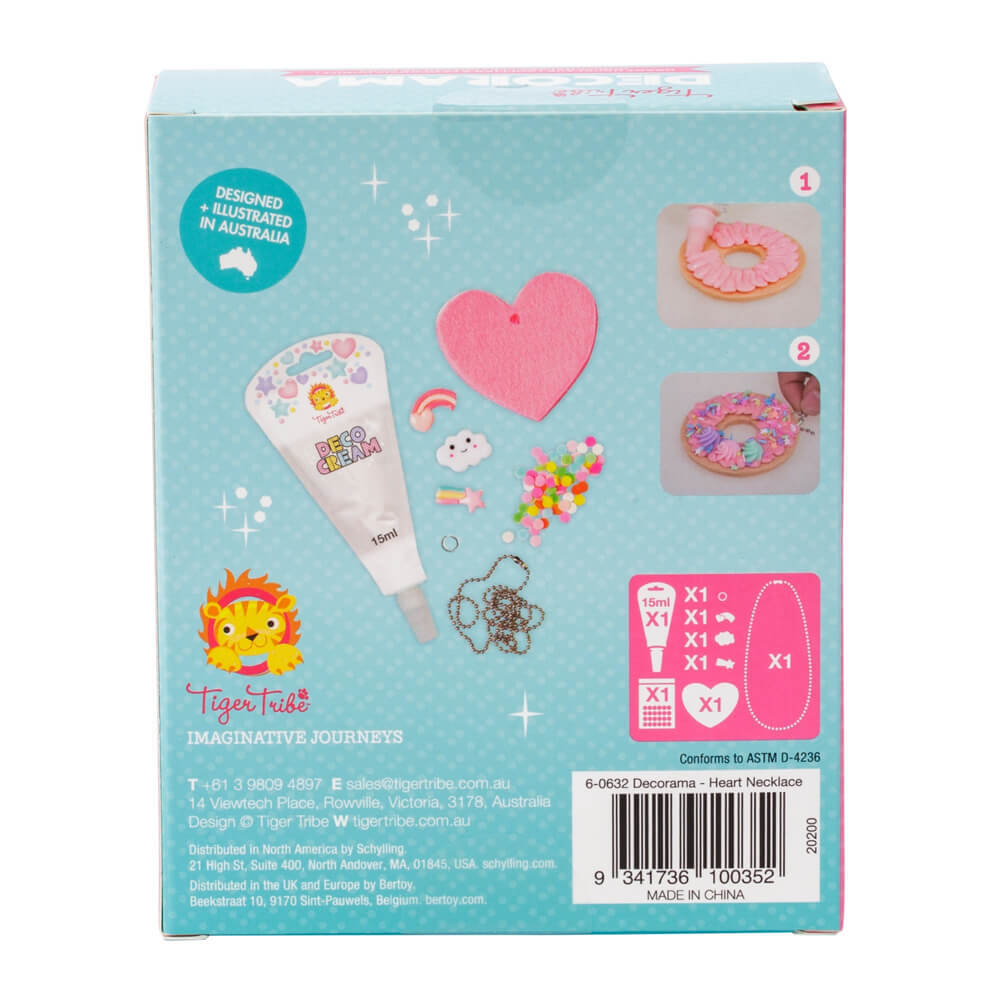 DECORAMA
Tiger Tribe
DESIGNED
+ ILLUSTRATED
IN AUSTRALIA
1
2
Tiger Tribe
DECO
CREAM
15ml
15ml
X1
X1
X1
X1
X1
X1
X1
X1
Tiger Tribe
IMAGINATIVE JOURNEYS
T +61 3 9809 4897 E sales@tigertribe.com.au
14 Viewtech Place, Rowville, Victoria, 3178, Australia
Design @ Tiger Tribe W tigertribe.com.au
Distributed in North America by Schylling.
21 High St, Suite 400, North Andover, MA, 01845, USA. schylling.com.
Distributed in the UK and Europe by Bertoy.
Beekstraat 10, 9170 Sint-Pauwels, Belgium. bertoy.com.
Conforms to ASTM D-4236
6-0632 Decorama - Heart Necklace
9 341736 100352
MADE IN CHINA
20200